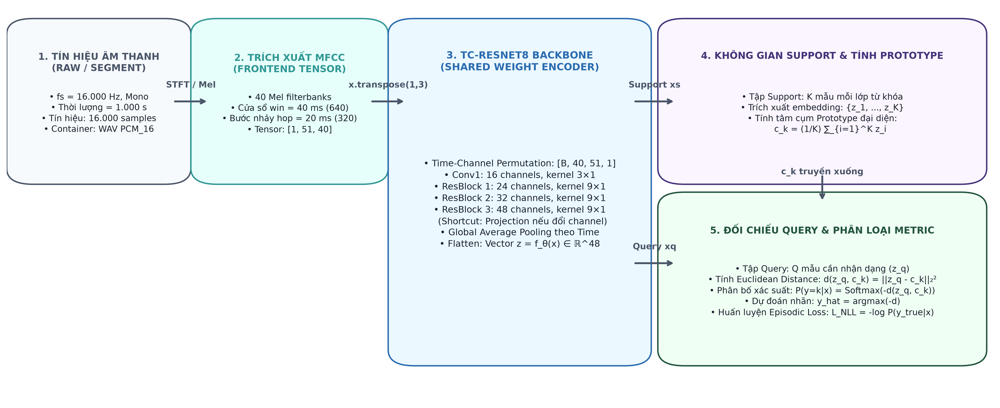 1. TÍN HIỆU ÂM THANH
(RAW / SEGMENT)
• fs = 16.000 Hz, Mono
• Thời lượng = 1.000 s
• Tín hiệu: 16.000 samples
• Container: WAV PCM_16
STFT / Mel
2. TRÍCH XUẤT MFCC
(FRONTEND TENSOR)
• 40 Mel filterbanks
• Cửa sổ win = 40 ms (640)
• Bước nhảy hop = 20 ms (320)
• Tensor: [1, 51, 40]
x.transpose(1,3)
3. TC-RESNET8 BACKBONE
(SHARED WEIGHT ENCODER)
• Time-Channel Permutation: [B, 40, 51, 1]
• Conv1: 16 channels, kernel 3×1
• ResBlock 1: 24 channels, kernel 9×1
• ResBlock 2: 32 channels, kernel 9×1
• ResBlock 3: 48 channels, kernel 9×1
(Shortcut: Projection nếu đổi channel)
• Global Average Pooling theo Time
• Flatten: Vector z = f_θ(x) ∈ ℝ^48
Support xs
4. KHÔNG GIAN SUPPORT & TÍNH PROTOTYPE
• Tập Support: K mẫu mỗi lớp từ khóa
• Trích xuất embedding: {z_1, ..., z_K}
• Tính tâm cụm Prototype đại diện:
c_k = (1/K) ∑_{i=1}^K z_i
c_k truyền xuống
Query xq
5. ĐỐI CHIẾU QUERY & PHÂN LOẠI METRIC
• Tập Query: Q mẫu cần nhận dạng (z_q)
• Tính Euclidean Distance: d(z_q, c_k) = ||z_q - c_k||₂²
• Phân bố xác suất: P(y=k|x) = Softmax(-d(z_q, c_k))
• Dự đoán nhãn: y_hat = argmax(-d)
• Huấn luyện Episodic Loss: L_NLL = -log P(y_true|x)